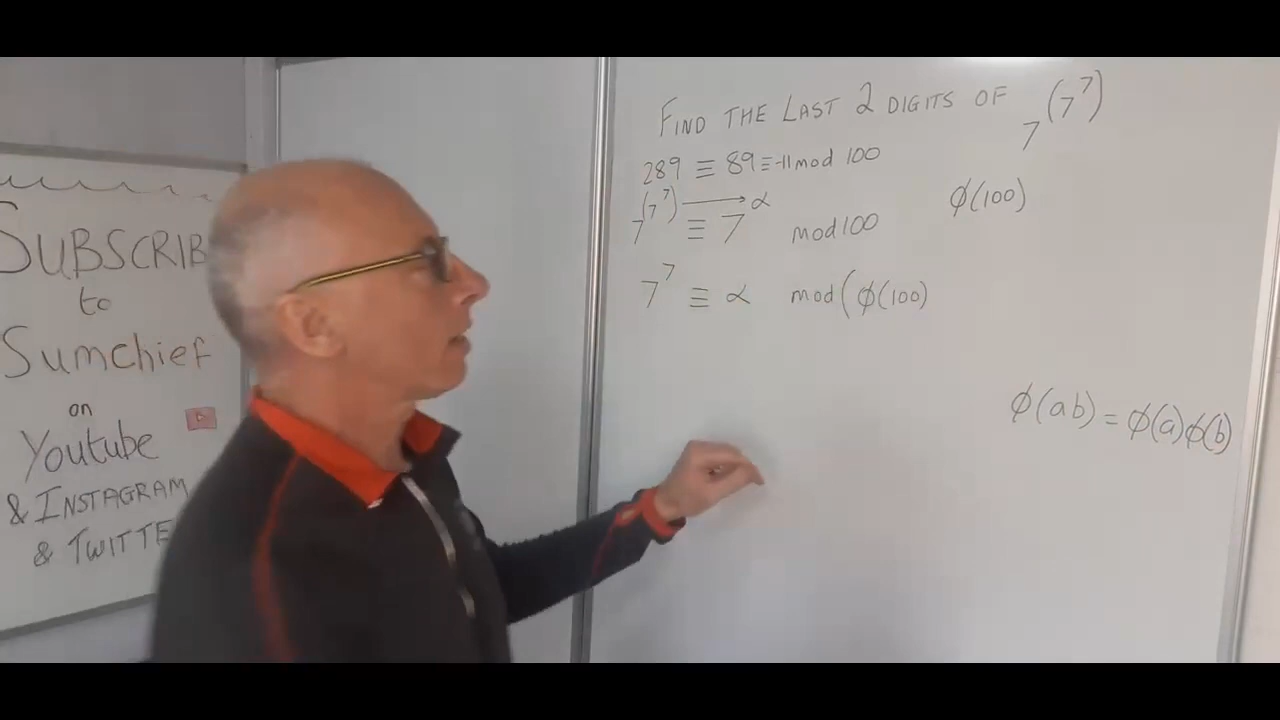 SUBSCRIB
to
Sumchief
on
Youtube
& INSTAGRAM
& TWITTE
FIND THE LAST 2 DIGITS OF 7^(7^7)
289 ≡ 89 ≡ -11 mod 100
7^(7^7) ≡ 7^α mod 100
φ(100)
7^7 ≡ α mod (φ(100)
φ(ab) = φ(a)φ(b)